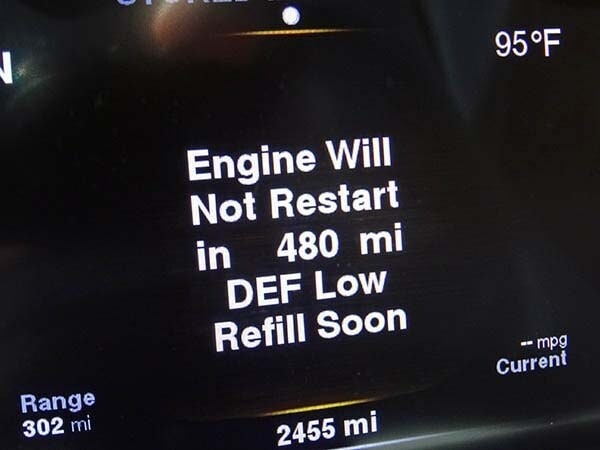 95°F
Engine Will
Not Restart
in 480 mi
DEF Low
Refill Soon
-- mpg
Current
Range
302 mi
2455 mi